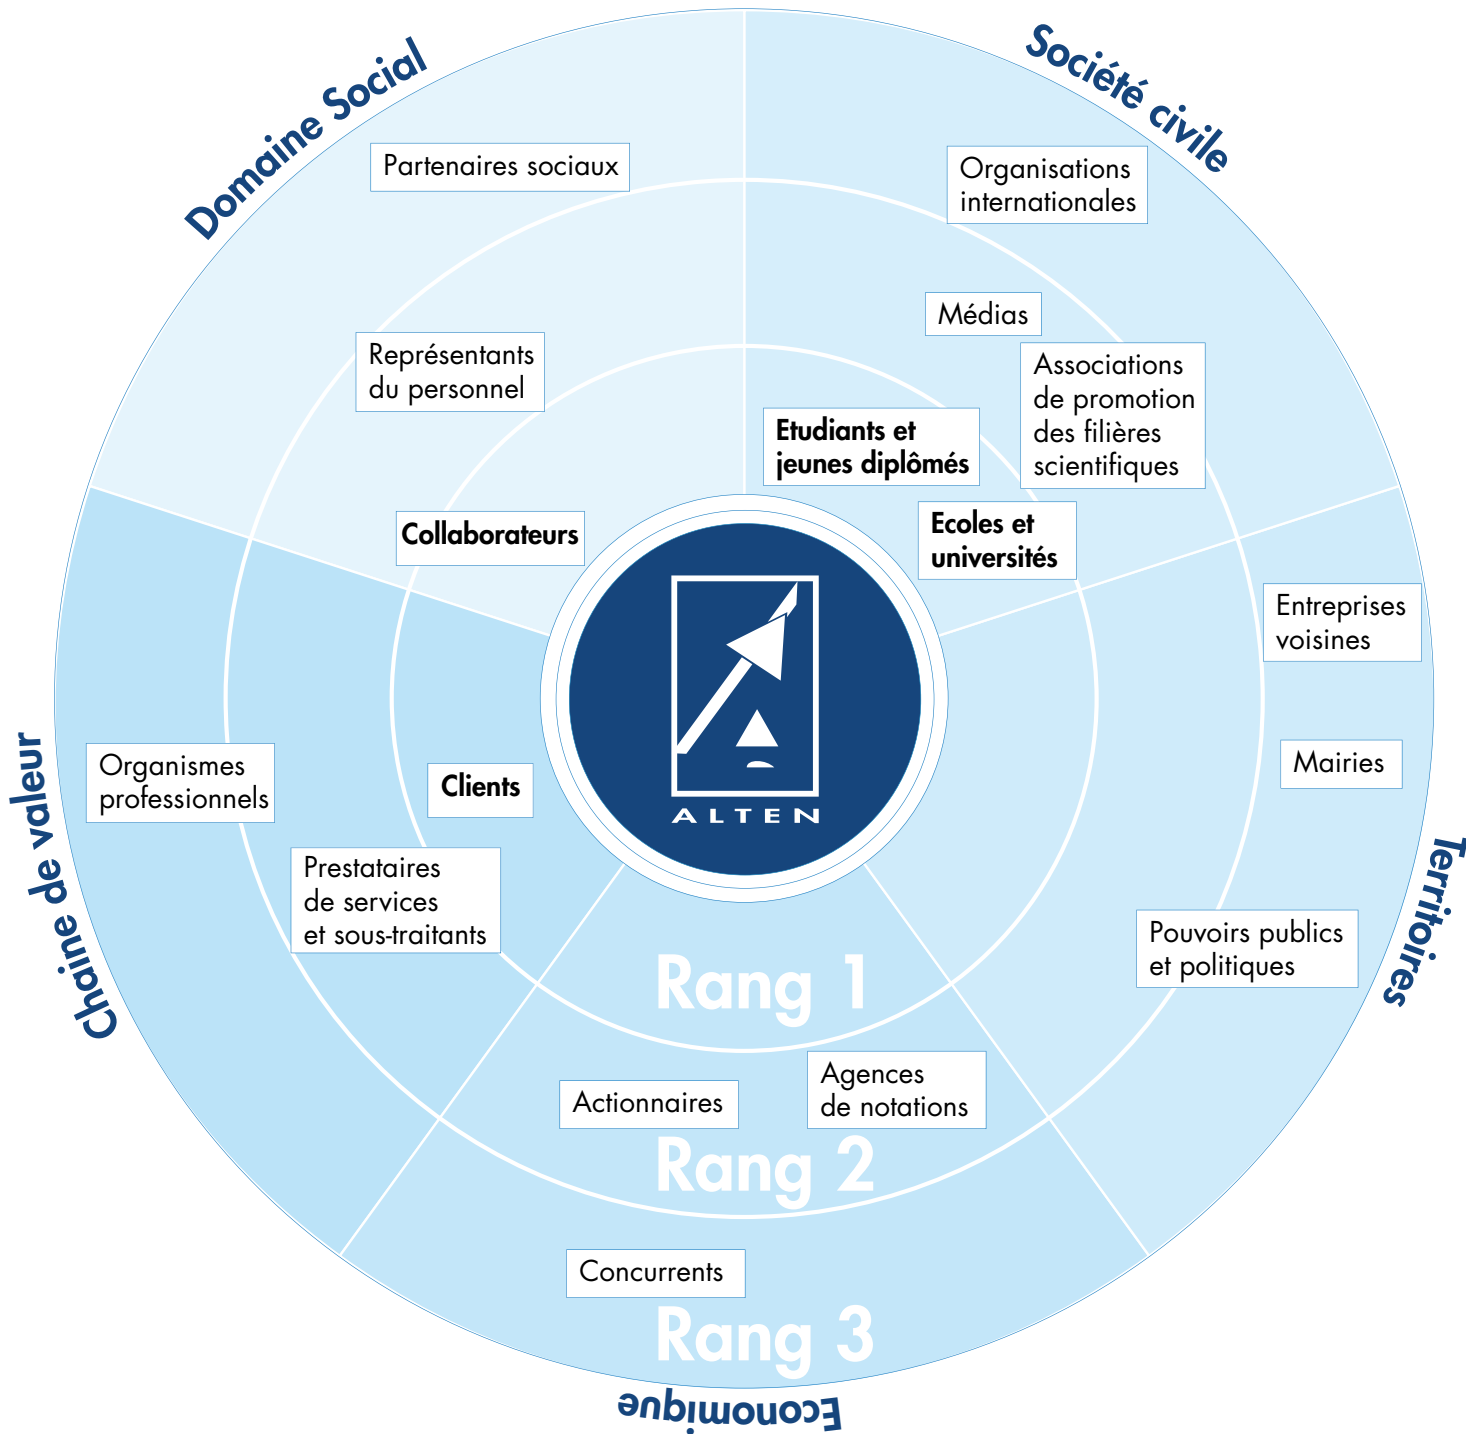 Domaine Social
Société civile
Partenaires sociaux
Organisations
internationales
Médias
Représentants
du personnel
Associations
de promotion
des filières
scientifiques
Etudiants et
jeunes diplômés
Collaborateurs
Ecoles et
universités
Entreprises
voisines
Mairies
Organismes
professionnels
Clients
ALTEN
Chaine de valeur
Territoires
Prestataires
de services
et sous-traitants
Pouvoirs publics
et politiques
Rang 1
Actionnaires
Agences
de notations
Rang 2
Concurrents
Rang 3
Economique